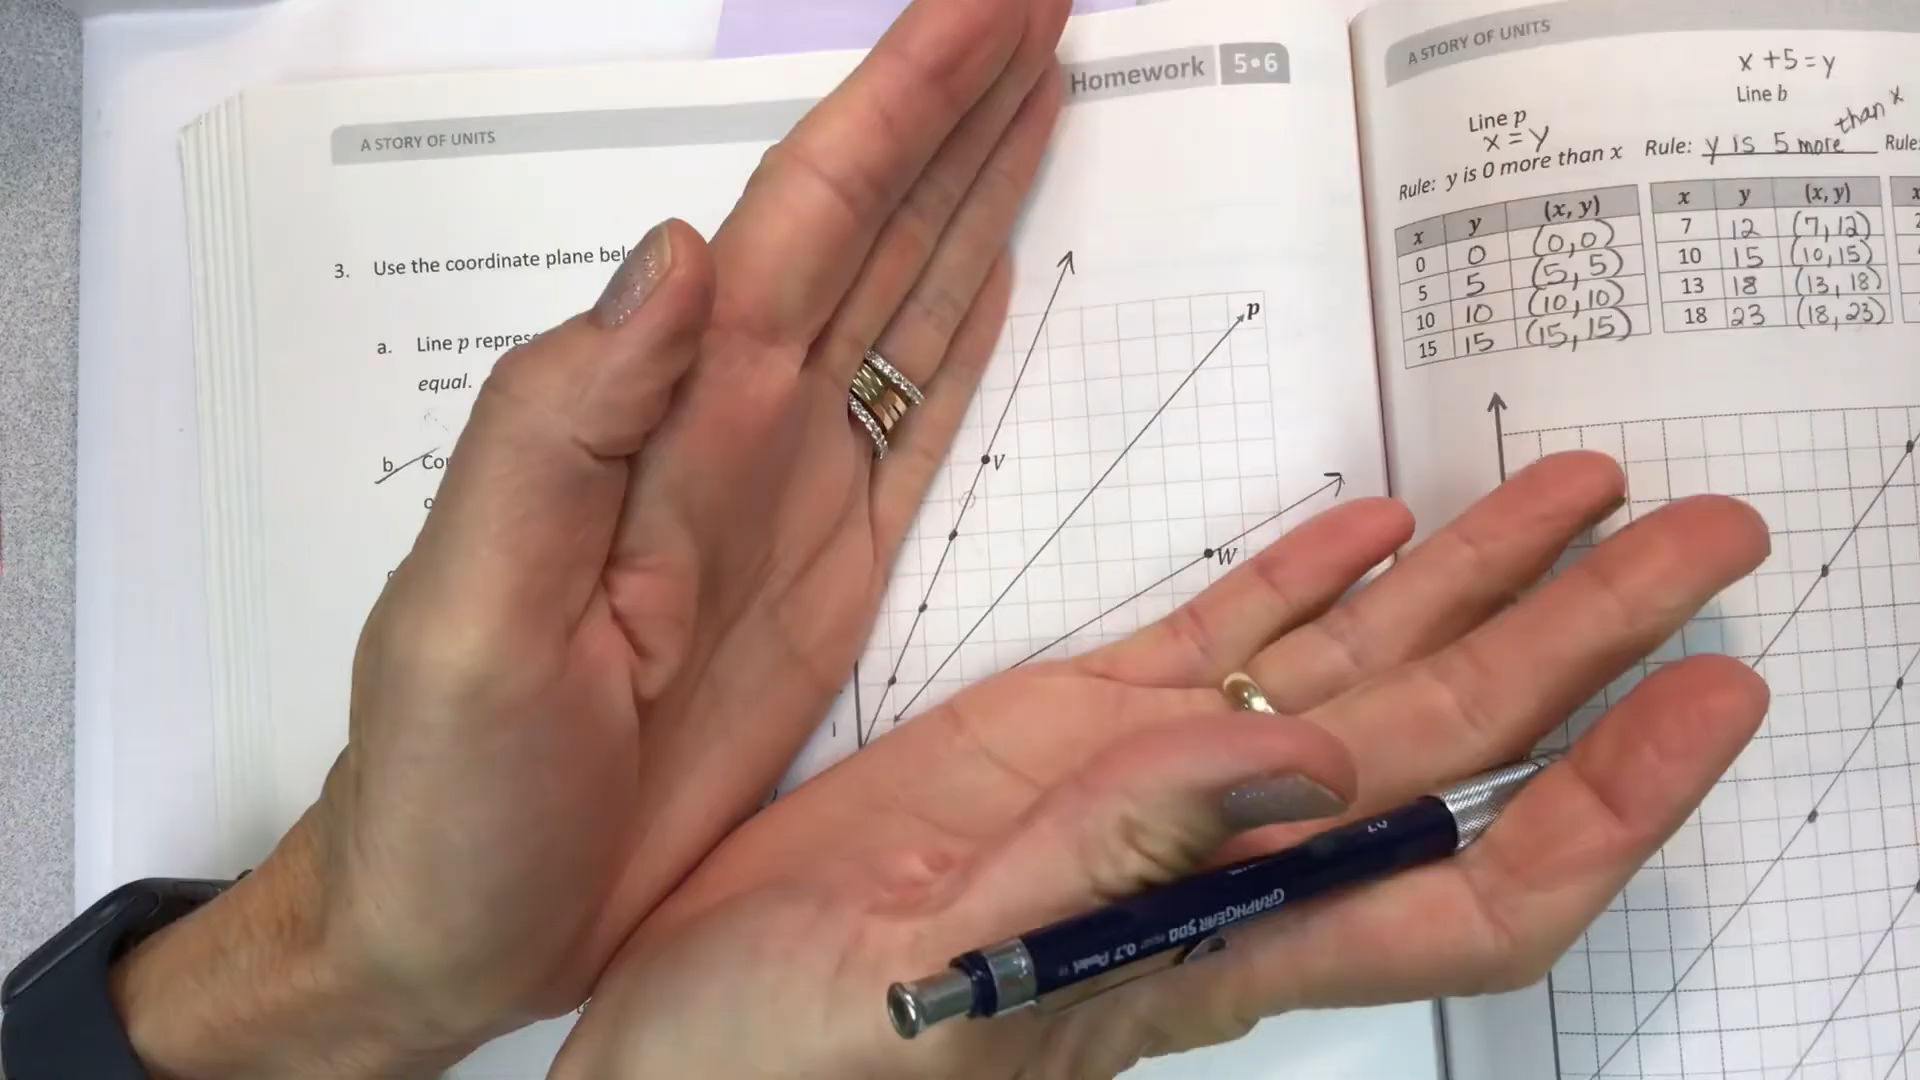 A STORY OF UNITS
Homework 5•6
3. Use the coordinate plane
a. Line p
equal.
b.
V
p
W
1
A STORY OF UNITS
x + 5 = y
Line p
Line b
x = y
Rule: y is 0 more than x
Rule: y is 5 more than x
Rule:
x y (x, y)
0 0 (0,0)
5 5 (5,5)
10 10 (10,10)
15 15 (15,15)
x y (x, y)
7 12 (7,12)
10 15 (10,15)
13 18 (13,18)
18 23 (18,23)
GRAPHGEAR 500
0.7 Pentel